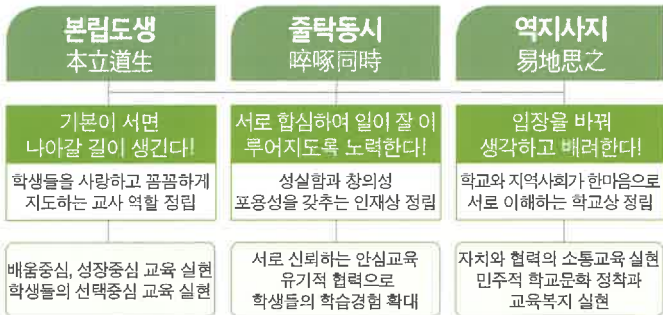 본립도생
本立道生
기본이 서면
나아갈 길이 생긴다!
학생들을 사랑하고 꼼꼼하게
지도하는 교사 역할 정립
배움중심, 성장중심 교육 실현
학생들의 선택중심 교육 실현
줄탁동시
啐啄同時
서로 합심하여 일이 잘 이
루어지도록 노력한다!
성실함과 창의성
포용성을 갖추는 인재상 정립
서로 신뢰하는 안심교육
유기적 협력으로
학생들의 학습경험 확대
역지사지
易地思之
입장을 바꿔
생각하고 배려한다!
학교와 지역사회가 한마음으로
서로 이해하는 학교상 정립
자치와 협력의 소통교육 실현
민주적 학교문화 정착과
교육복지 실현